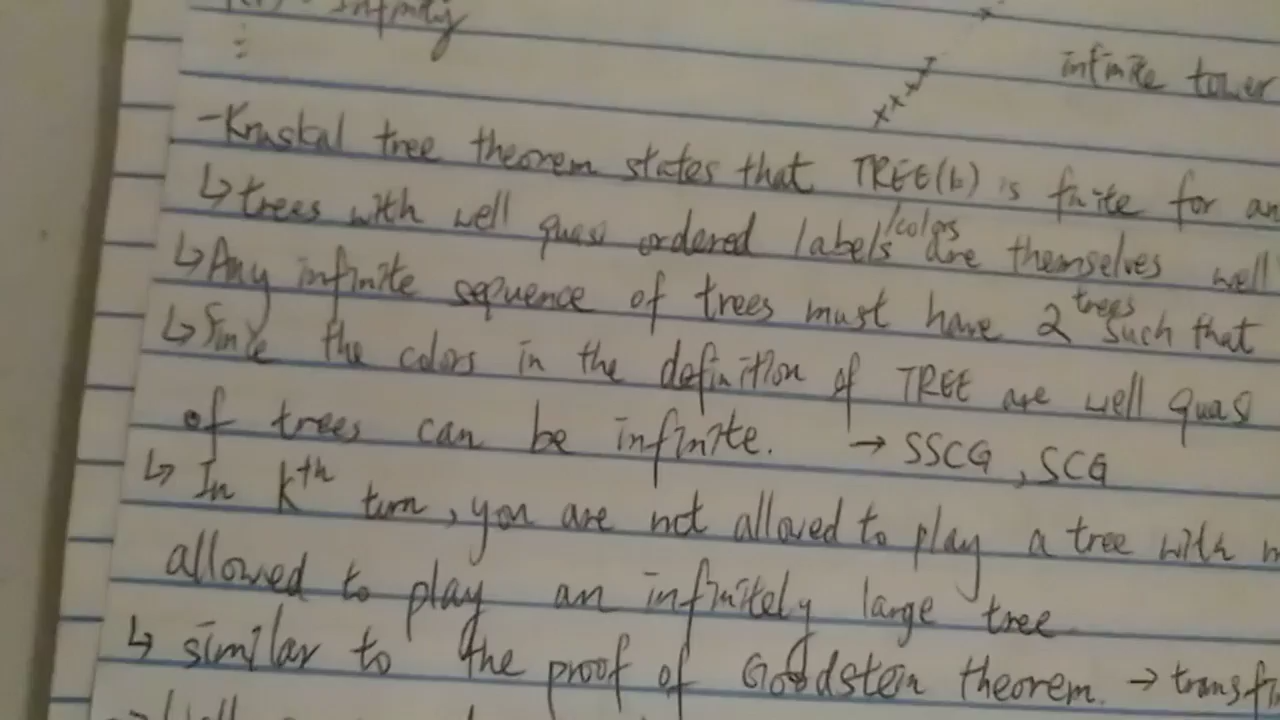 infinity
:
infinite tower
-Kruskal tree theorem states that TREE(k) is finite for an
↳ trees with well quasi ordered labels/colors are themselves well
↳ Any infinite sequence of trees must have 2 trees such that
↳ Since the colors in the definition of TREE are well quas
of trees can be infinite. → SSCG, SCG
↳ In kth turn, you are not allowed to play a tree with m
allowed to play an infinitely large tree
↳ similar to the proof of Goodstein theorem. → transfi